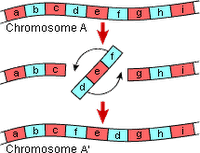 a b c d e f g h i
Chromosome A
a b c
d e f
g h i
a b c f e d g h i
Chromosome A'